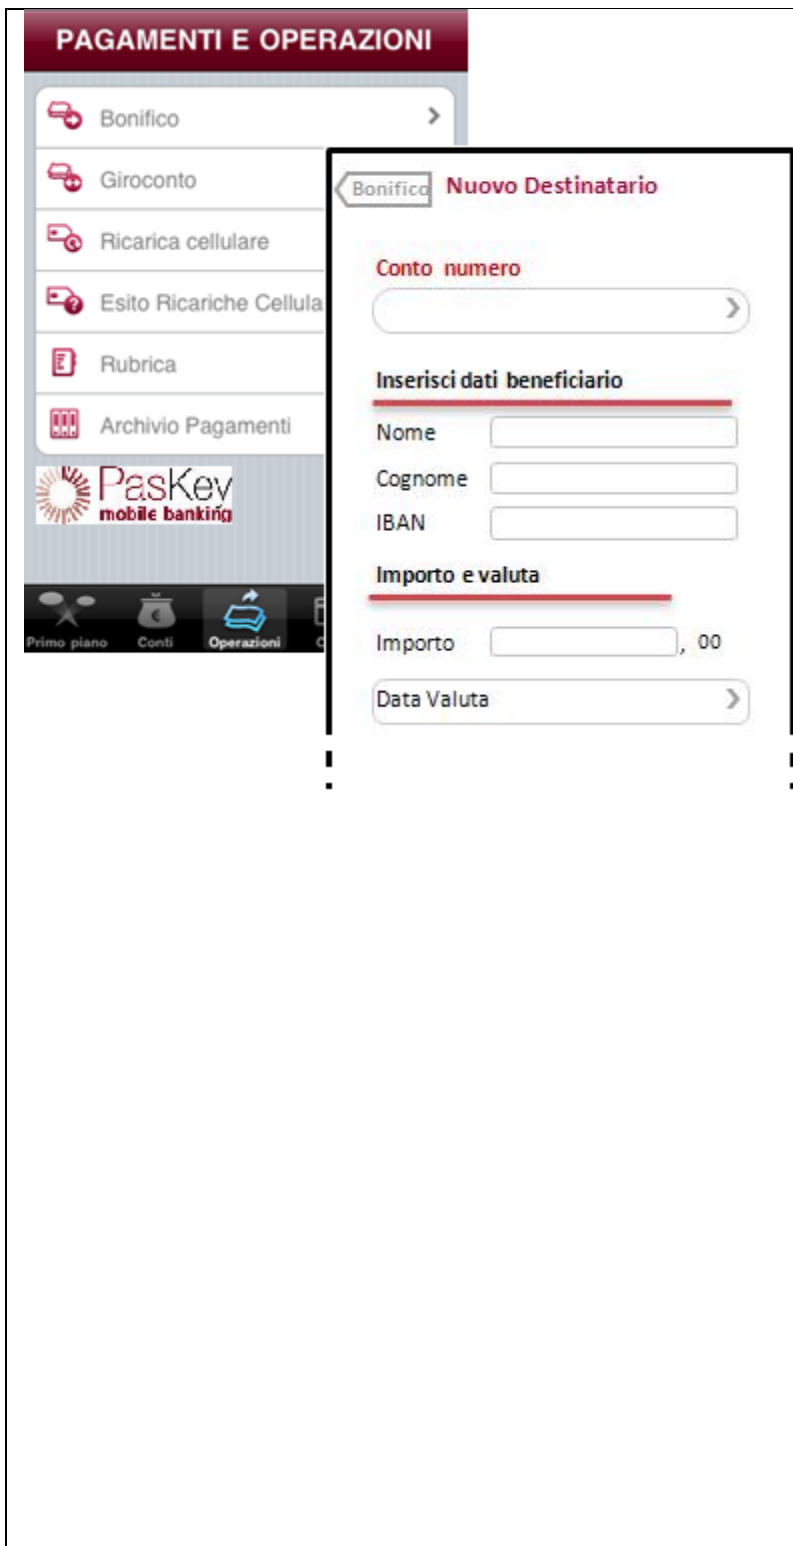 PAGAMENTI E OPERAZIONI
Bonifico
Giroconto
Ricarica cellulare
Esito Ricariche Cellula
Rubrica
Archivio Pagamenti
PasKey
mobile banking
Primo piano
Conti
Operazioni
Bonifico
Nuovo Destinatario
Conto numero
Inserisci dati beneficiario
Nome
Cognome
IBAN
Importo e valuta
Importo , 00
Data Valuta